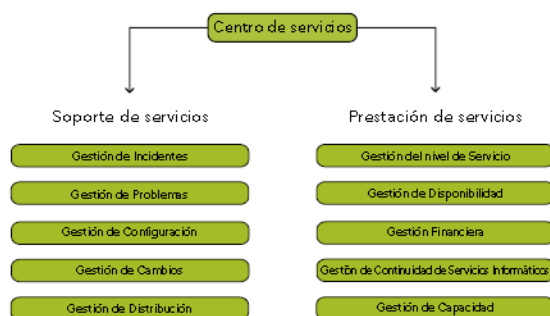 Centro de servicios
Soporte de servicios
Gestión de Incidentes
Gestión de Problemas
Gestión de Configuración
Gestión de Cambios
Gestión de Distribución
Prestación de servicios
Gestión del nivel de Servicio
Gestión de Disponibilidad
Gestión Financiera
Gestión de Continuidad de Servicios Informáticos
Gestión de Capacidad